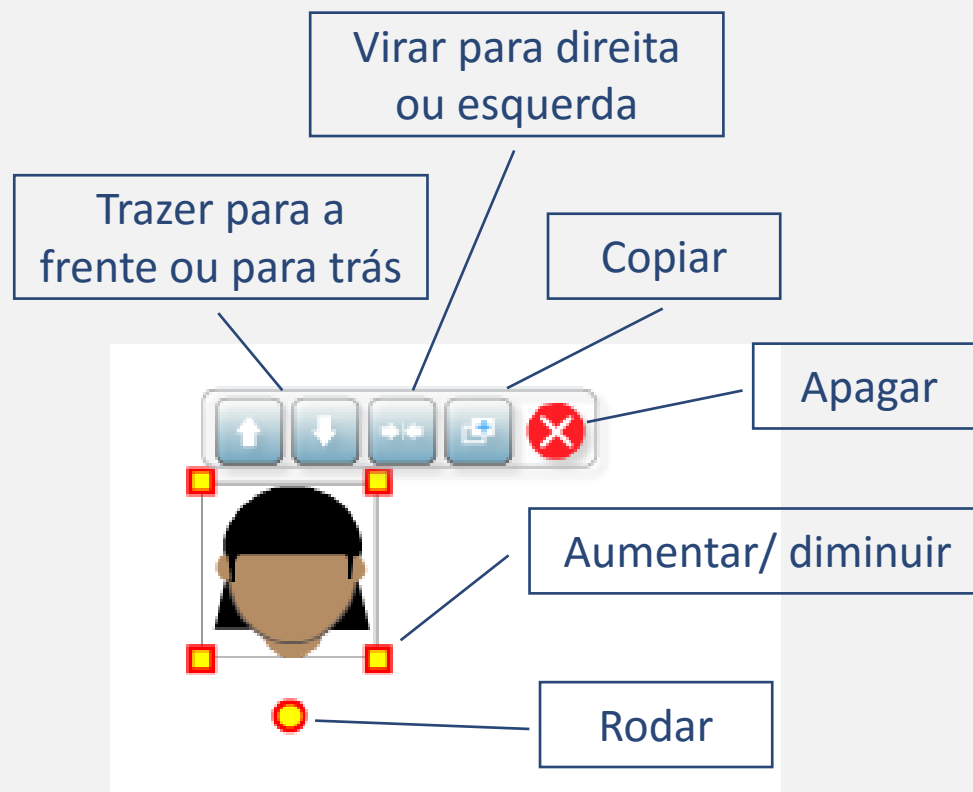 Virar para direita
ou esquerda
Trazer para a
frente ou para trás
Copiar
Apagar
Aumentar/ diminuir
Rodar